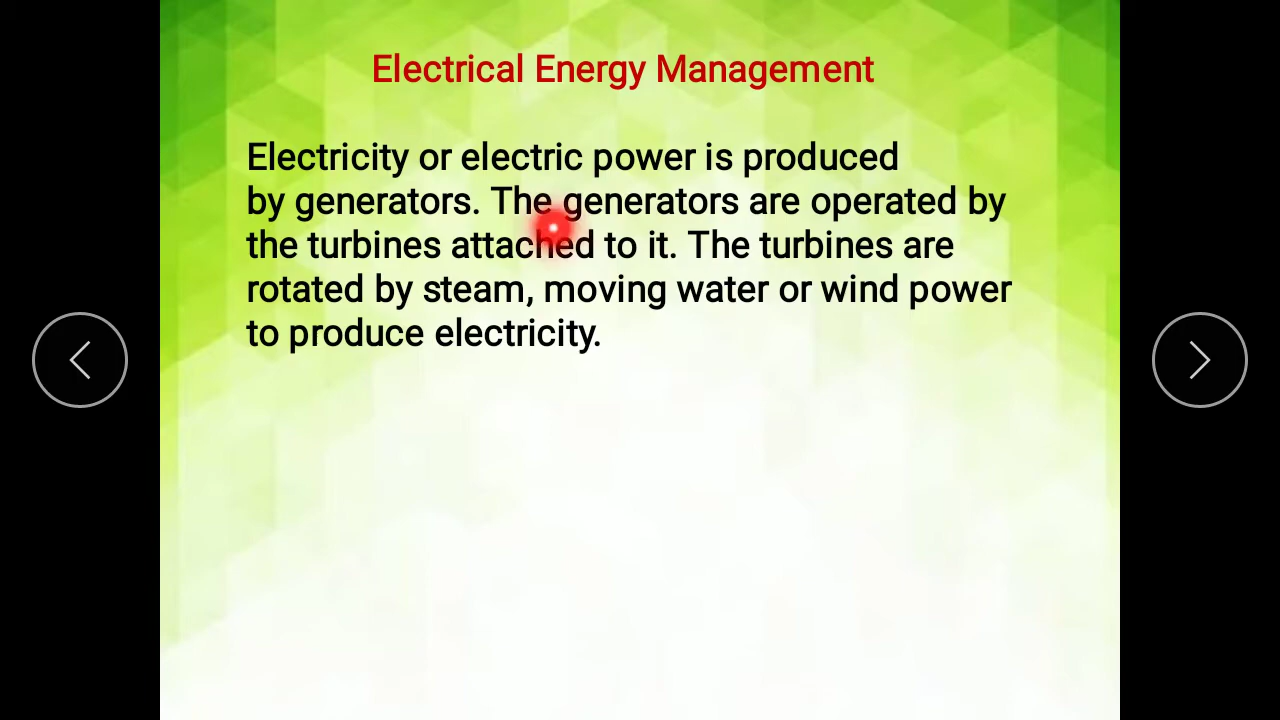 Electrical Energy Management
Electricity or electric power is produced
by generators. The generators are operated by
the turbines attached to it. The turbines are
rotated by steam, moving water or wind power
to produce electricity.